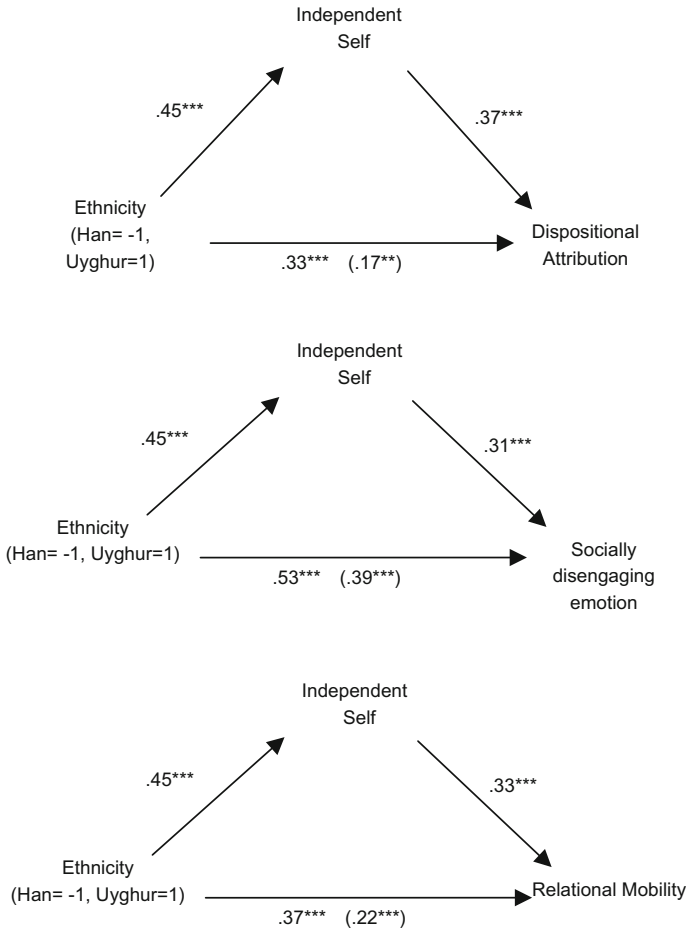 Independent
Self
.45***
.37***
Ethnicity
(Han= -1,
Uyghur=1)
Dispositional
Attribution
.33*** (.17**)
Independent
Self
.45***
.31***
Ethnicity
(Han= -1, Uyghur=1)
Socially
disengaging
emotion
.53*** (.39***)
Independent
Self
.45***
.33***
Ethnicity
(Han= -1, Uyghur=1)
Relational Mobility
.37*** (.22***)